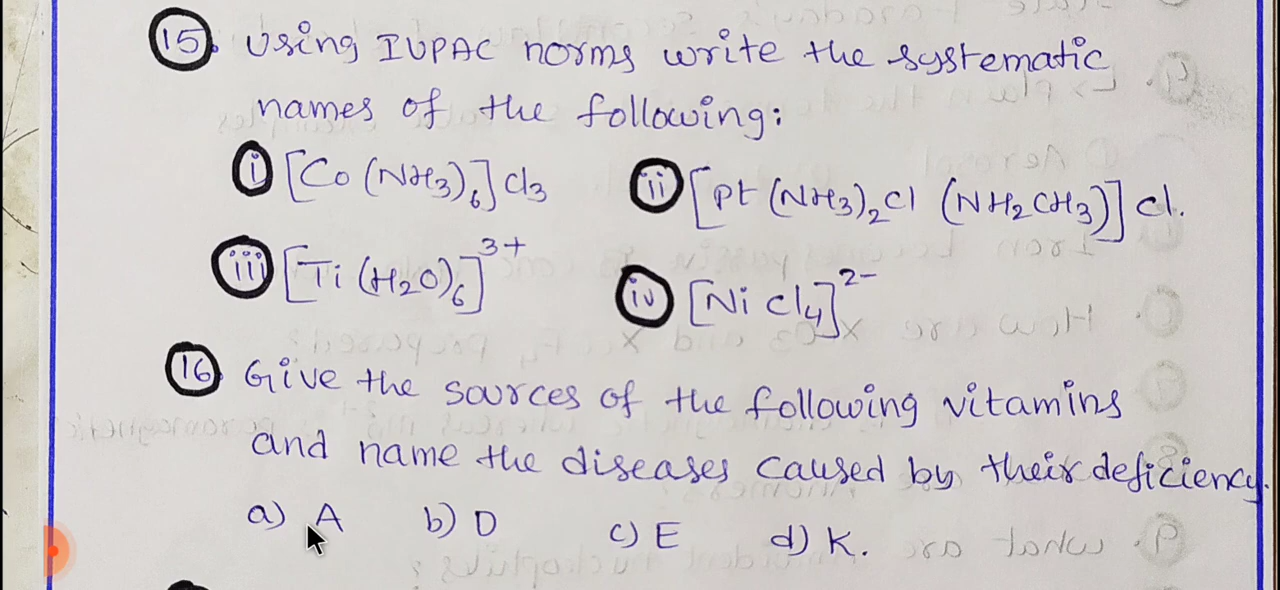 15. Using IUPAC norms write the systematic
names of the following:
i [Co(NH3)6]Cl3 ii [Pt(NH3)2Cl(NH2CH3)]Cl.
iii [Ti(H2O)6]3+ iv [NiCl4]2-
16. Give the sources of the following vitamins
and name the diseases caused by their deficiency.
a) A b) D c) E d) K.